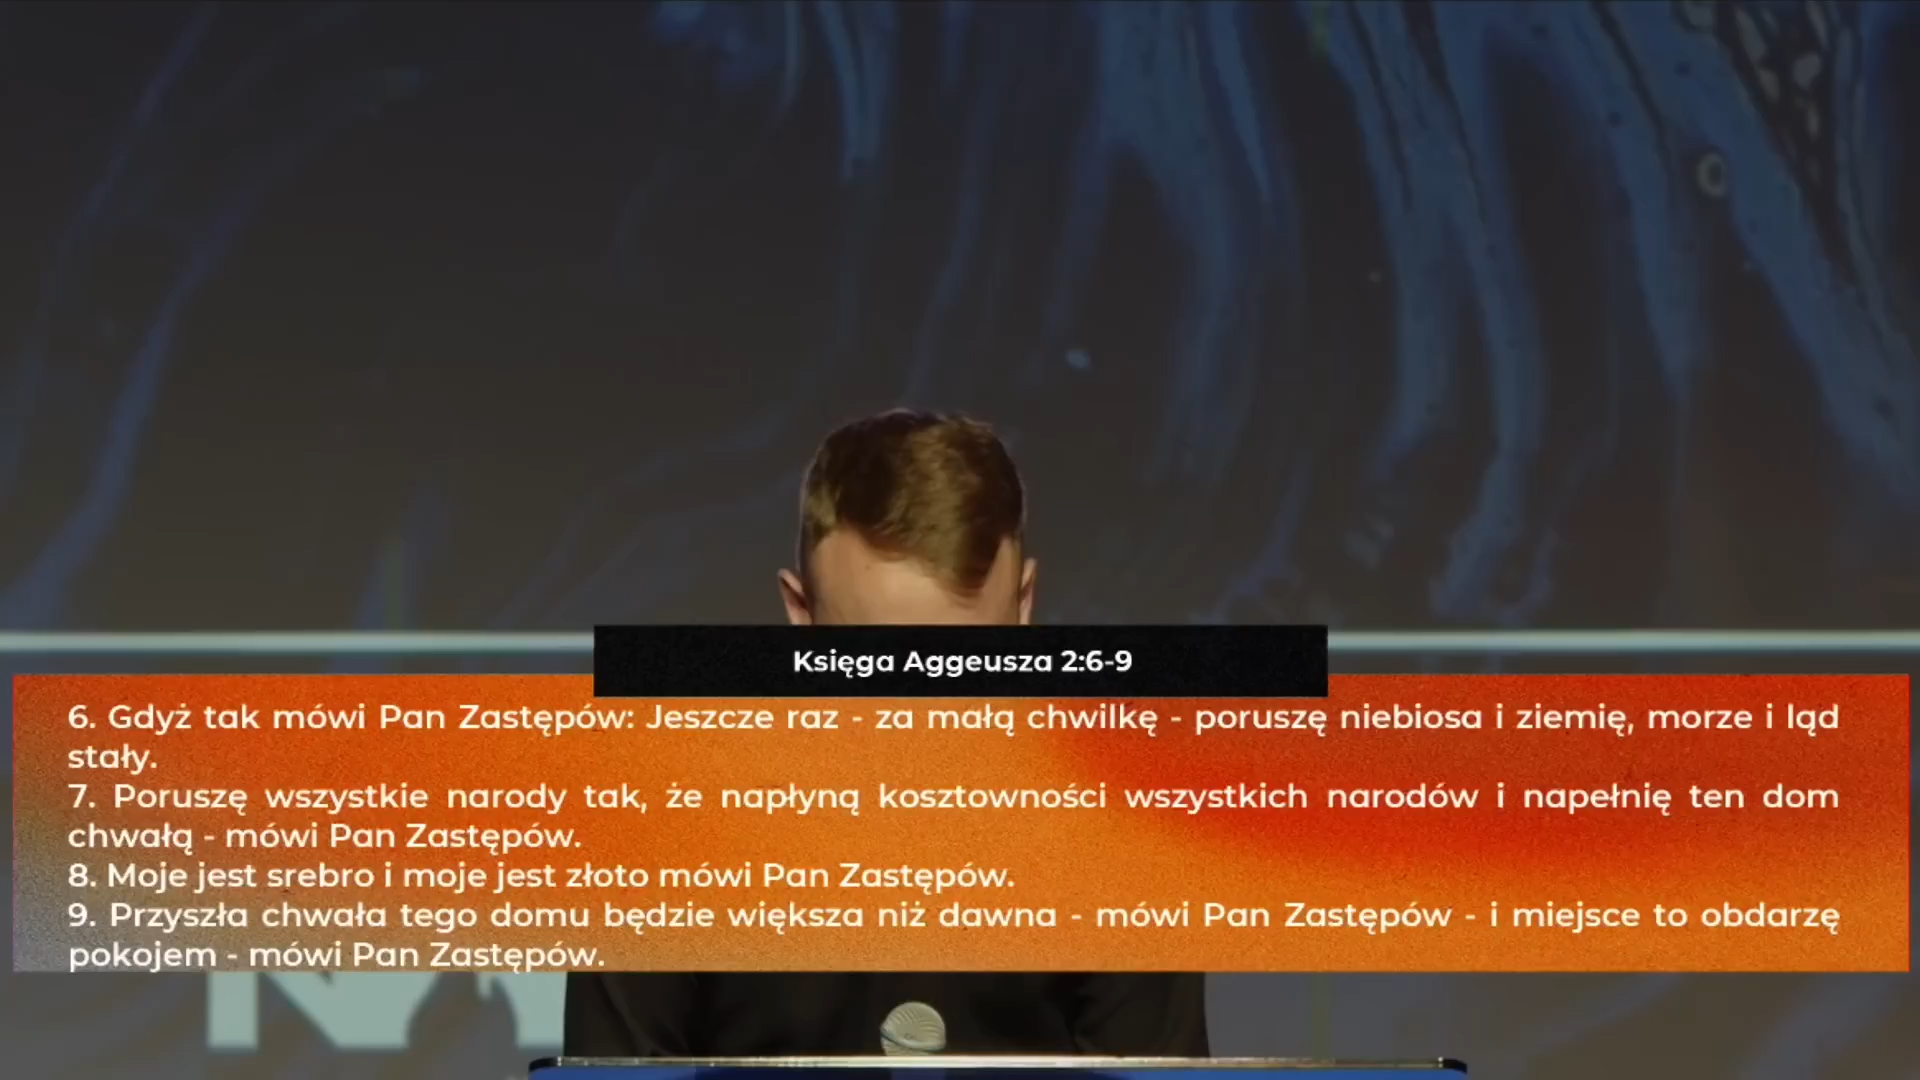 Księga Aggeusza 2:6-9
6. Gdyż tak mówi Pan Zastępów: Jeszcze raz - za małą chwilkę - poruszę niebiosa i ziemię, morze i ląd
stały.
7. Poruszę wszystkie narody tak, że napłyną kosztowności wszystkich narodów i napełnię ten dom
chwałą - mówi Pan Zastępów.
8. Moje jest srebro i moje jest złoto mówi Pan Zastępów.
9. Przyszła chwała tego domu będzie większa niż dawna - mówi Pan Zastępów - i miejsce to obdarzę
pokojem - mówi Pan Zastępów.